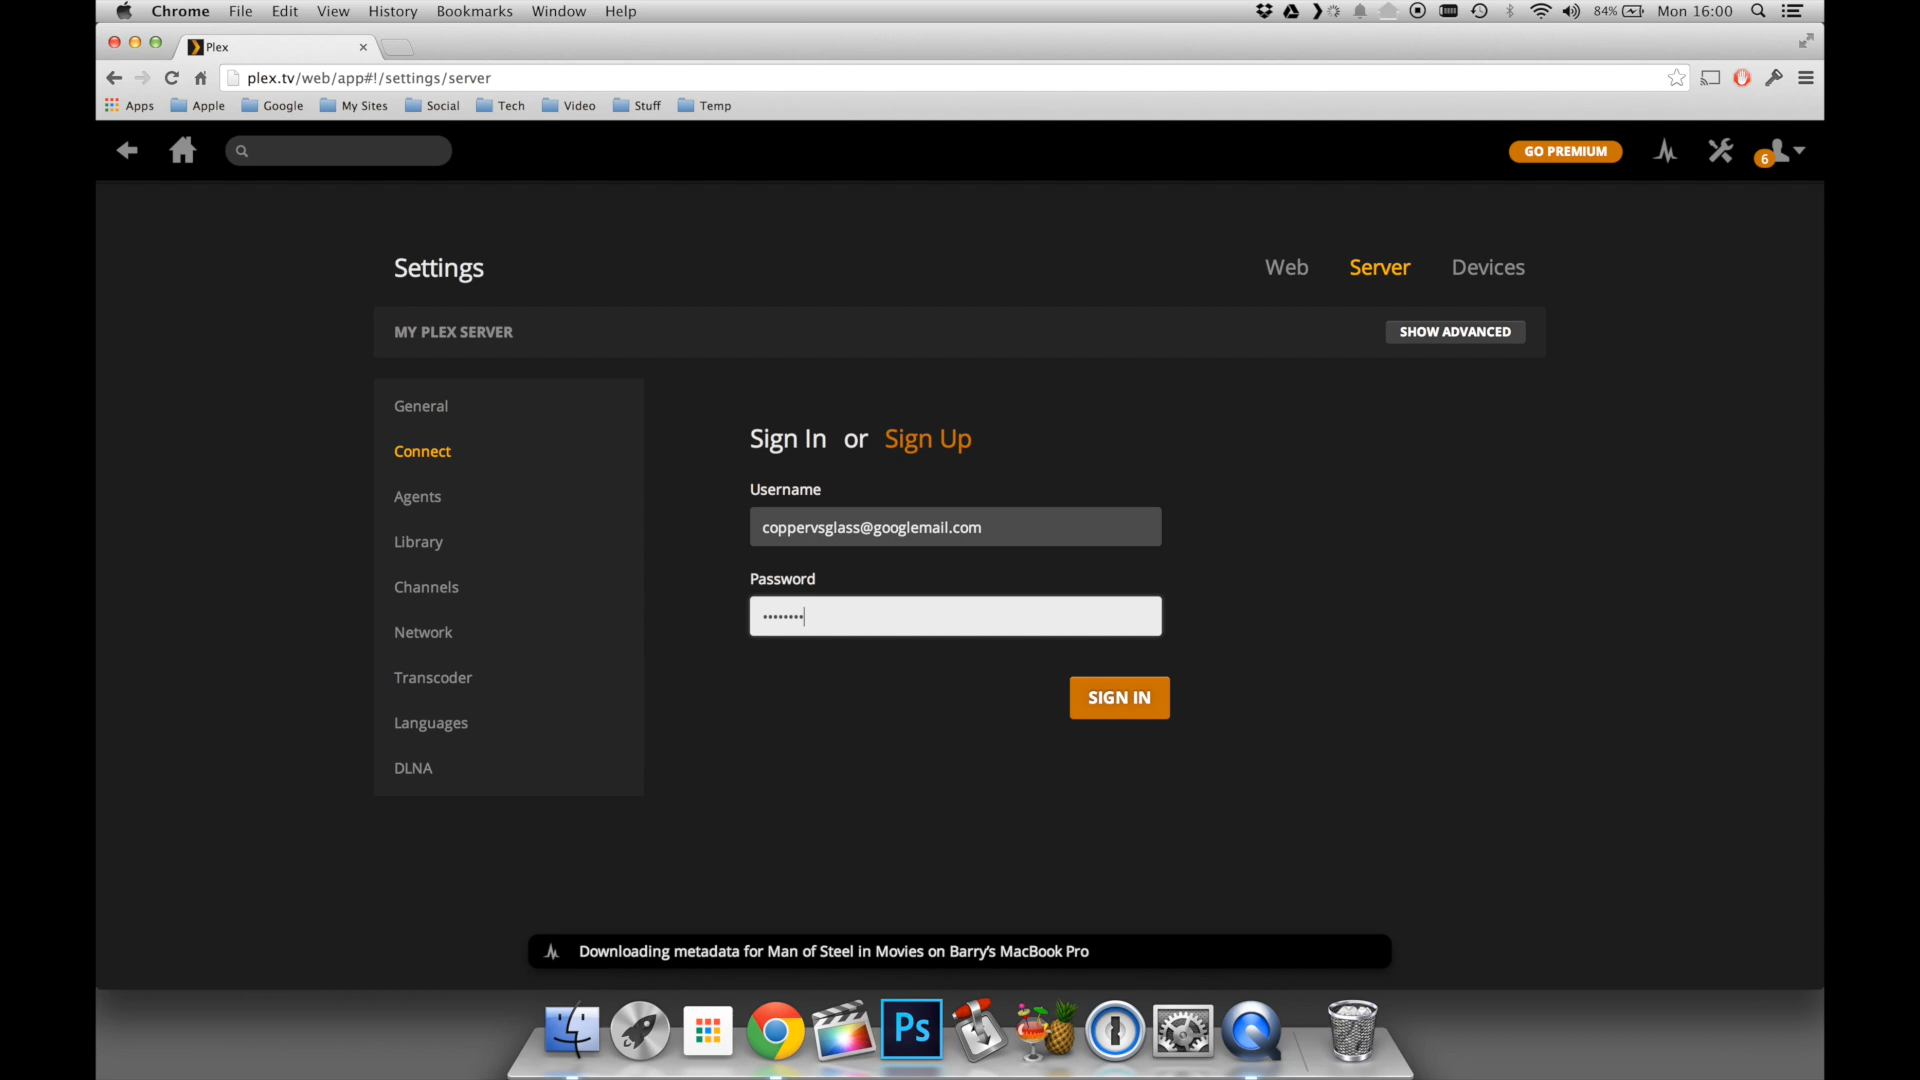 Chrome File Edit View History Bookmarks Window Help 84% Mon 16:00
Plex
plex.tv/web/app#!/settings/server
Apps Apple Google My Sites Social Tech Video Stuff Temp
GO PREMIUM 6
Settings Web Server Devices
MY PLEX SERVER SHOW ADVANCED
General
Connect
Agents
Library
Channels
Network
Transcoder
Languages
DLNA
Sign In or Sign Up
Username
coppervsglass@googlemail.com
Password
••••••••
SIGN IN
Downloading metadata for Man of Steel in Movies on Barry's MacBook Pro
Ps